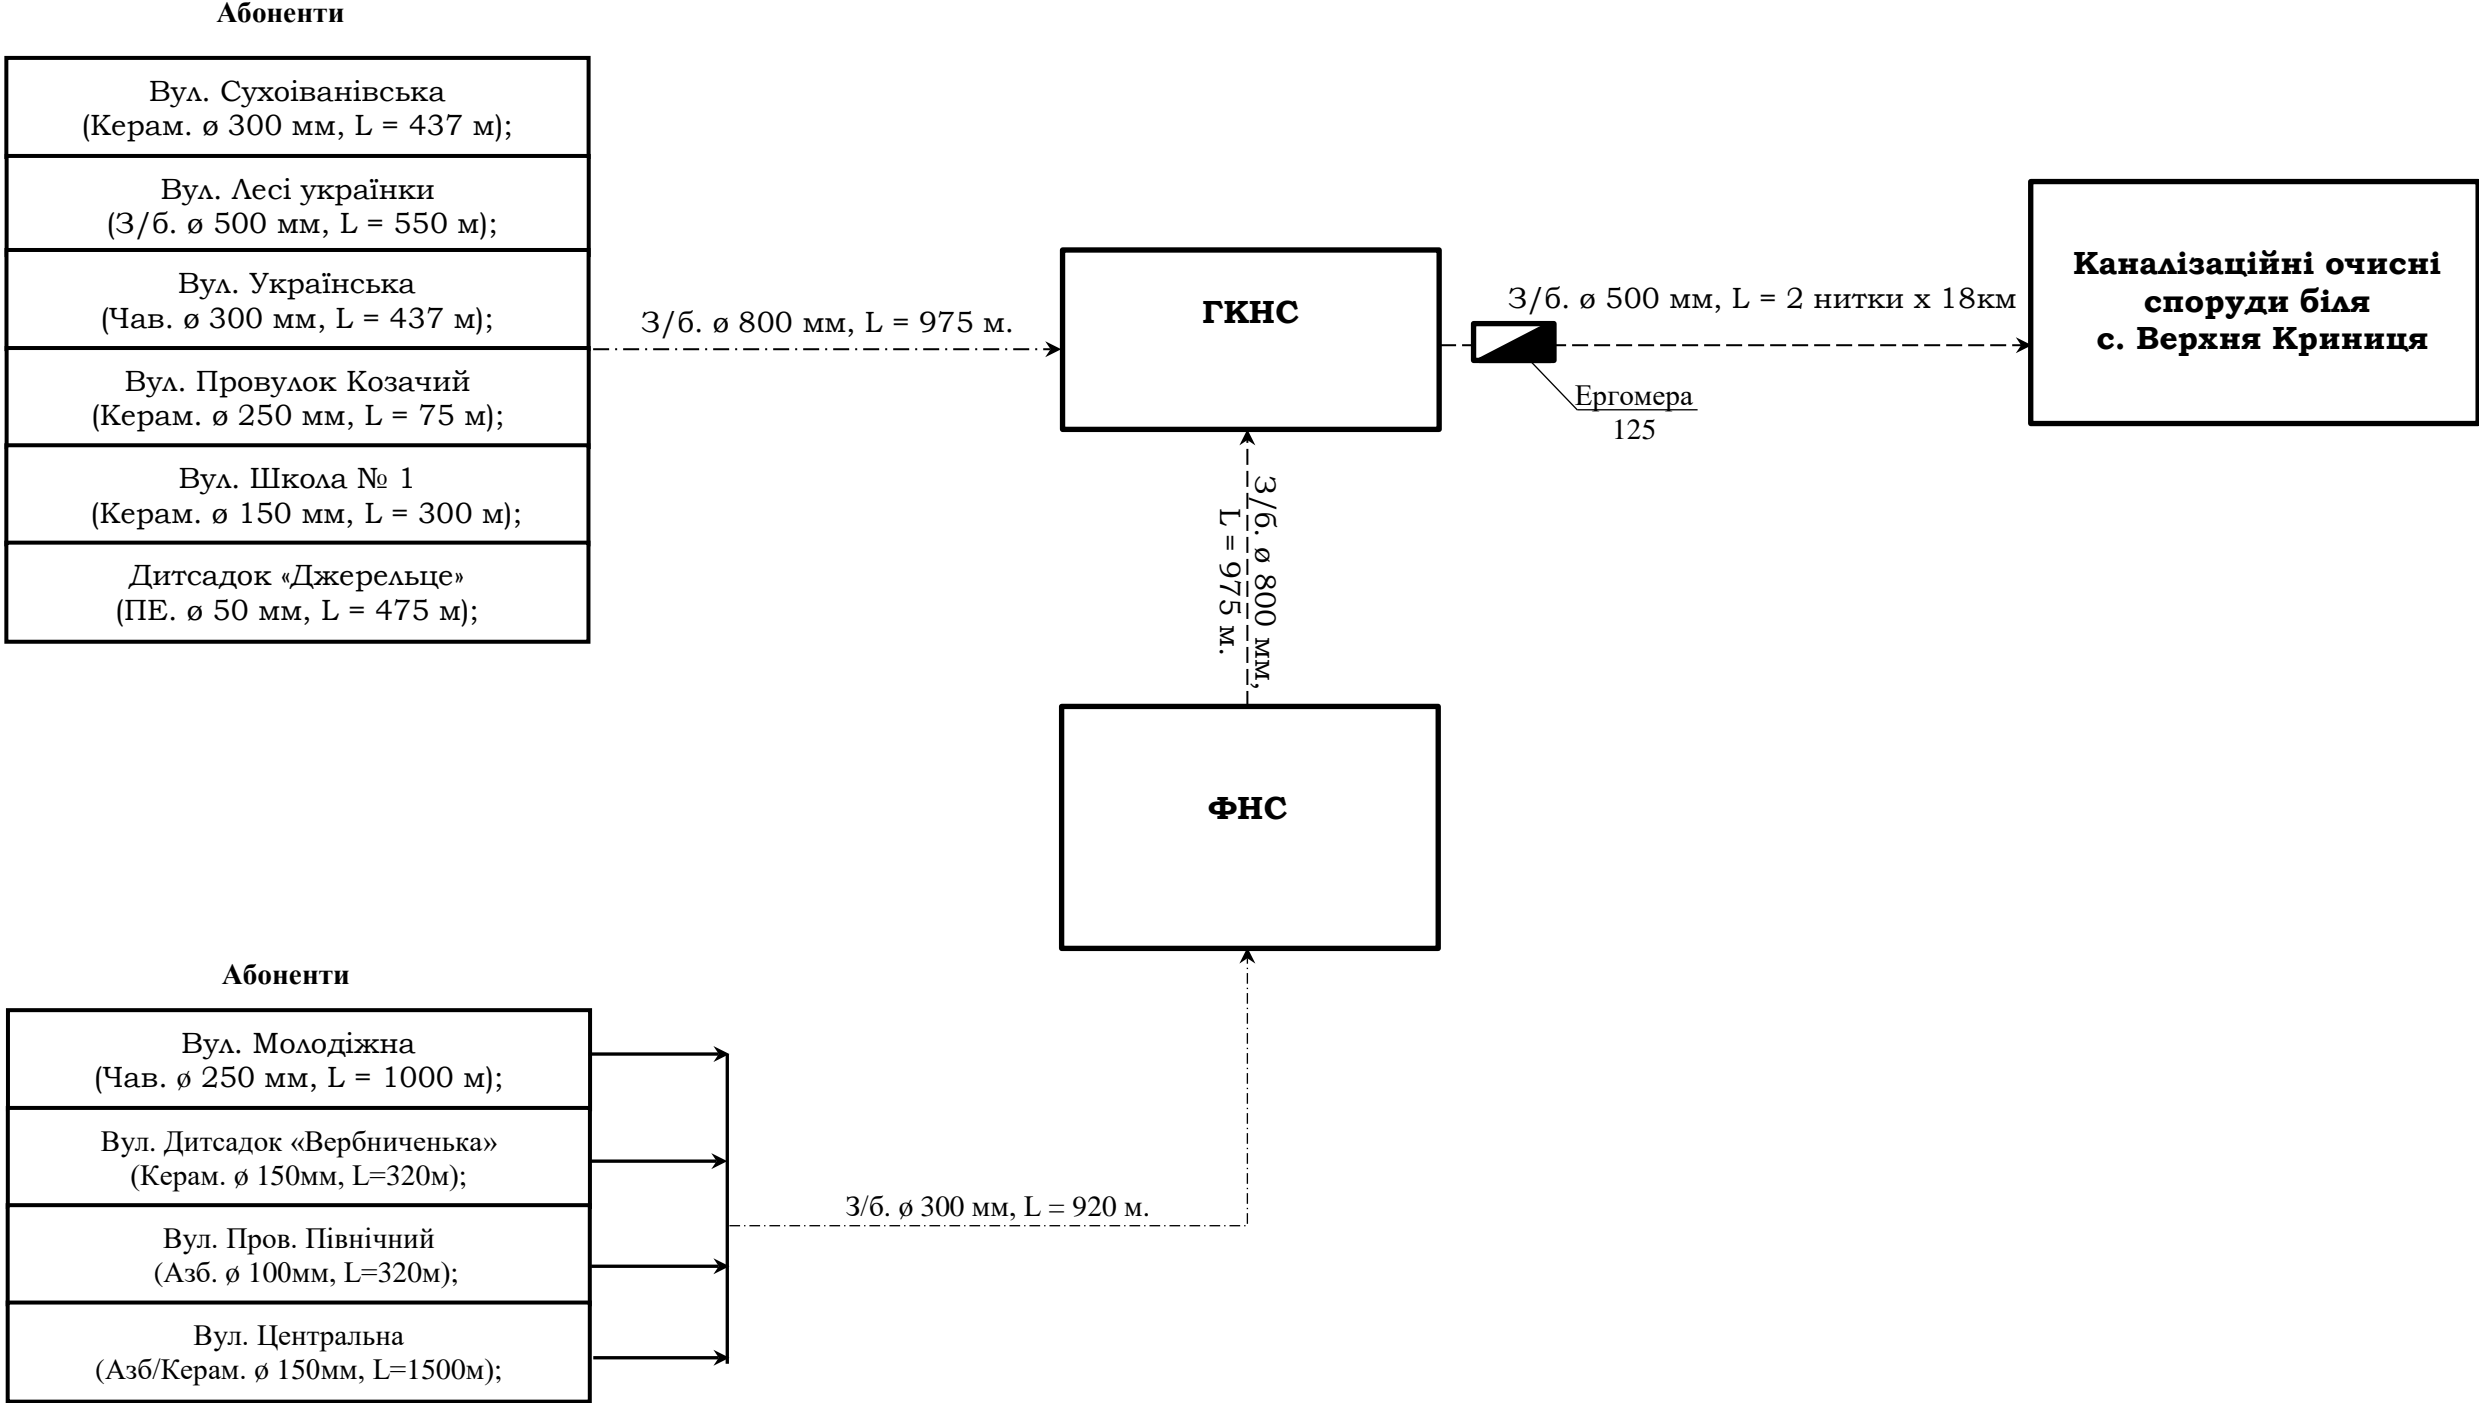 Абоненти
Вул. Сухоіванівська
(Керам. ø 300 мм, L = 437 м);
Вул. Лесі українки
(З/б. ø 500 мм, L = 550 м);
Вул. Українська
(Чав. ø 300 мм, L = 437 м);
Вул. Провулок Козачий
(Керам. ø 250 мм, L = 75 м);
Вул. Школа № 1
(Керам. ø 150 мм, L = 300 м);
Дитсадок «Джерельце»
(ПЕ. ø 50 мм, L = 475 м);
З/б. ø 800 мм, L = 975 м.
ГКНС
З/б. ø 500 мм, L = 2 нитки х 18км
Ергомера
125
Каналізаційні очисні
споруди біля
с. Верхня Криниця
З/б. ø 800 мм,
L = 975 м.
ФНС
Абоненти
Вул. Молодіжна
(Чав. ø 250 мм, L = 1000 м);
Вул. Дитсадок «Вербниченька»
(Керам. ø 150мм, L=320м);
Вул. Пров. Північний
(Азб. ø 100мм, L=320м);
Вул. Центральна
(Азб/Керам. ø 150мм, L=1500м);
З/б. ø 300 мм, L = 920 м.